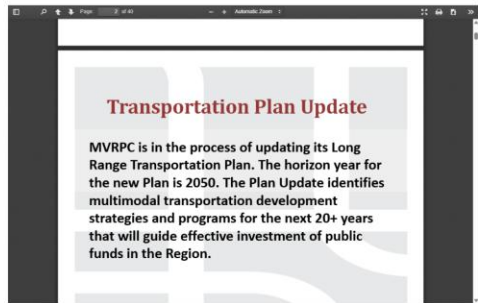 Page: 2 of 40 − + Automatic Zoom
Transportation Plan Update
MVRPC is in the process of updating its Long
Range Transportation Plan. The horizon year for
the new Plan is 2050. The Plan Update identifies
multimodal transportation development
strategies and programs for the next 20+ years
that will guide effective investment of public
funds in the Region.